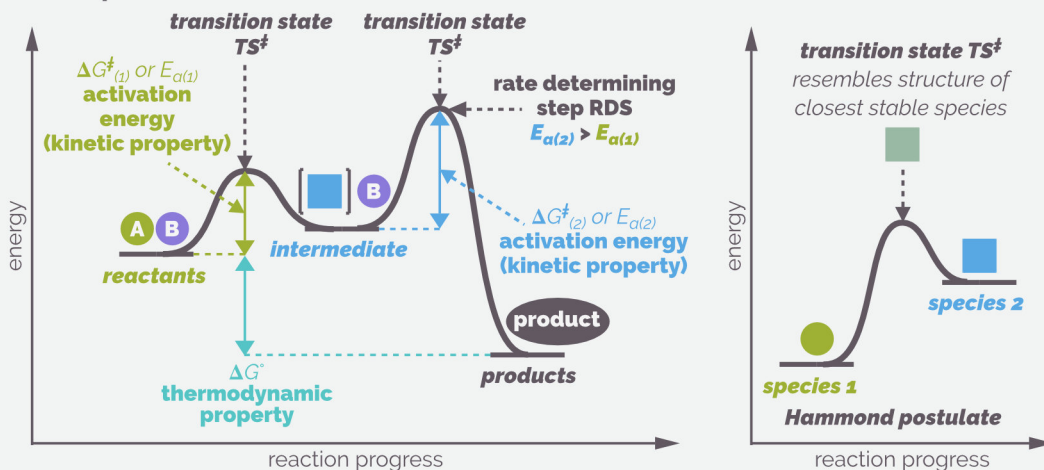 transition state
TS‡
transition state
TS‡
ΔG‡(1) or Ea(1)
activation
energy
(kinetic property)
rate determining
step RDS
Ea(2) > Ea(1)
A
B
B
reactants
intermediate
ΔG‡(2) or Ea(2)
activation energy
(kinetic property)
product
products
ΔG°
thermodynamic
property
energy
reaction progress
transition state TS‡
resembles structure of
closest stable species
species 2
species 1
Hammond postulate
energy
reaction progress